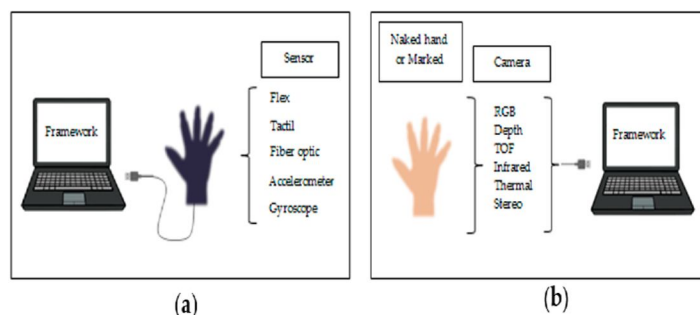 Sensor
Framework
Flex
Tactil
Fiber optic
Accelerometer
Gyroscope
(a)
Naked hand
or Marked
Camera
RGB
Depth
TOF
Infrared
Thermal
Stereo
Framework
(b)